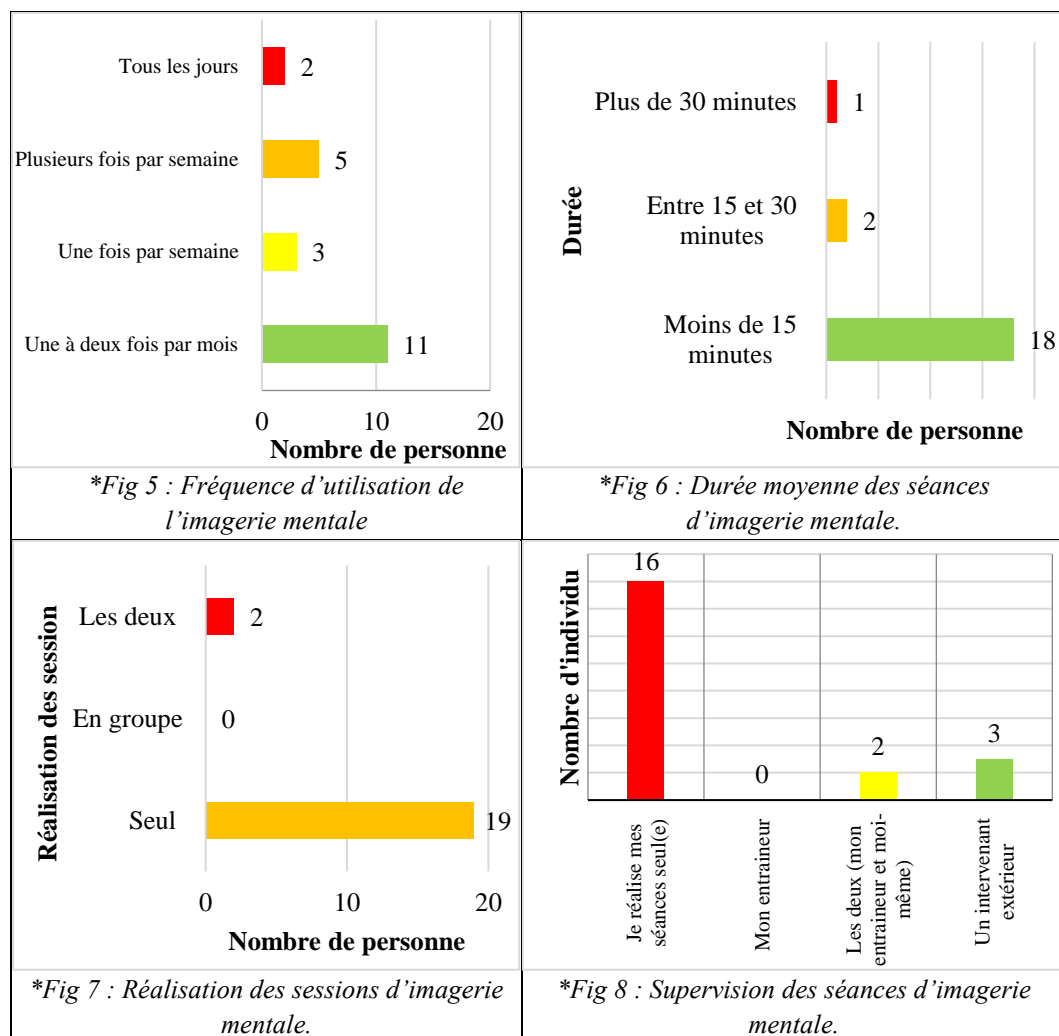 Tous les jours
2
Plusieurs fois par semaine
5
Une fois par semaine
3
Une à deux fois par mois
11
0
10
20
Nombre de personne
*Fig 5 : Fréquence d’utilisation de
l’imagerie mentale
Durée
Plus de 30 minutes
1
Entre 15 et 30
minutes
2
Moins de 15
minutes
18
Nombre de personne
*Fig 6 : Durée moyenne des séances
d’imagerie mentale.
Réalisation des session
Les deux
2
En groupe
0
Seul
19
0
10
20
Nombre de personne
*Fig 7 : Réalisation des sessions d’imagerie
mentale.
Nombre d'individu
16
0
2
3
Je réalise mes
séances seul(e)
Mon entraineur
Les deux (mon
entraineur et moi-
même)
Un intervenant
extérieur
*Fig 8 : Supervision des séances d’imagerie
mentale.